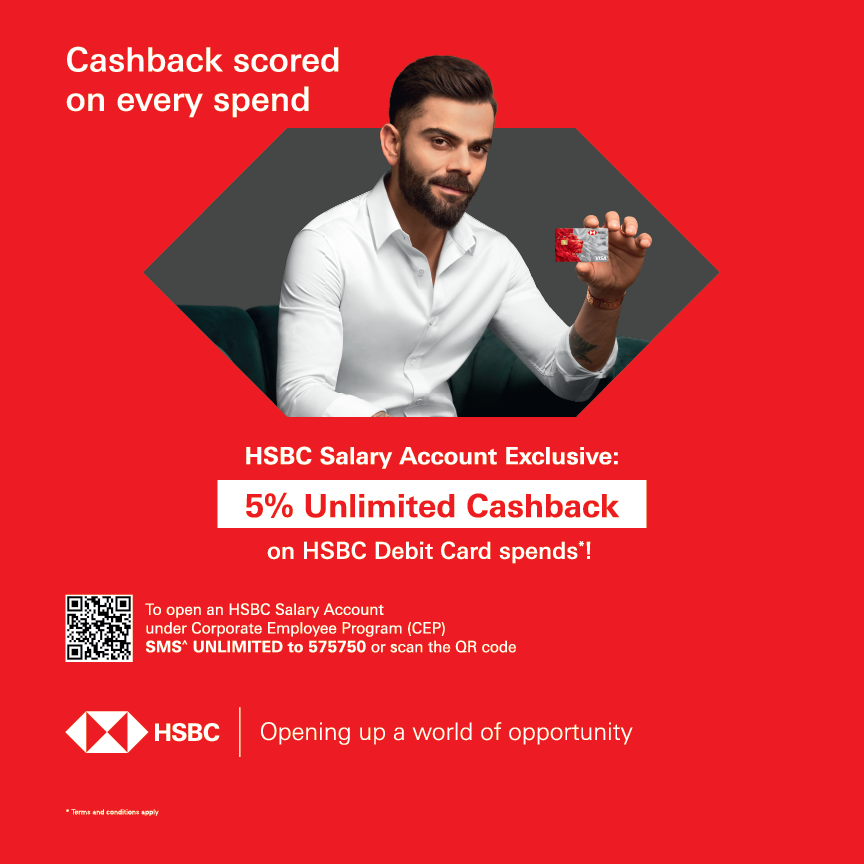 Cashback scored
on every spend
VISA
HSBC Salary Account Exclusive:
5% Unlimited Cashback
on HSBC Debit Card spends*!
To open an HSBC Salary Account
under Corporate Employee Program (CEP)
SMS^ UNLIMITED to 575750 or scan the QR code
HSBC
Opening up a world of opportunity
* Terms and conditions apply